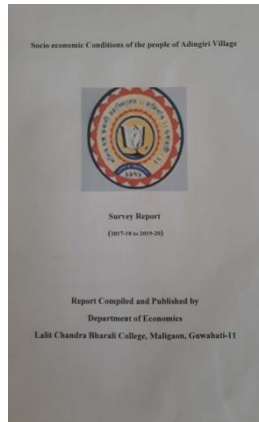 Socio economic Conditions of the people of Adingiri Village
Survey Report
(2017-18 to 2019-20)
Report Compiled and Published by
Department of Economics
Lalit Chandra Bharali College, Maligaon, Guwahati-11